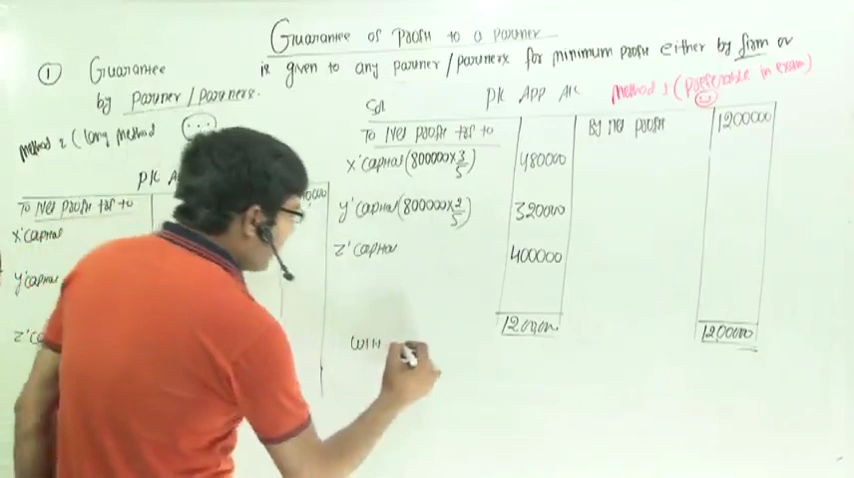 Guarantee of Profit to a Partner
is given to any partner/partners for minimum profit either by firm or
① Guarantee
by partner/partners.
Method 2 (long method
P/L A
To Net profit tsf to
X'Capital
Y'Capital
Z'C
Sol
P/L App A/c
Method 1 (preferable in exam)
To Net profit tsf to
By Net profit
1200000
X'Capital (800000×3/5)
480000
Y'Capital (800000×2/5)
320000
Z'Capital
400000
1200000
1200000
W/N